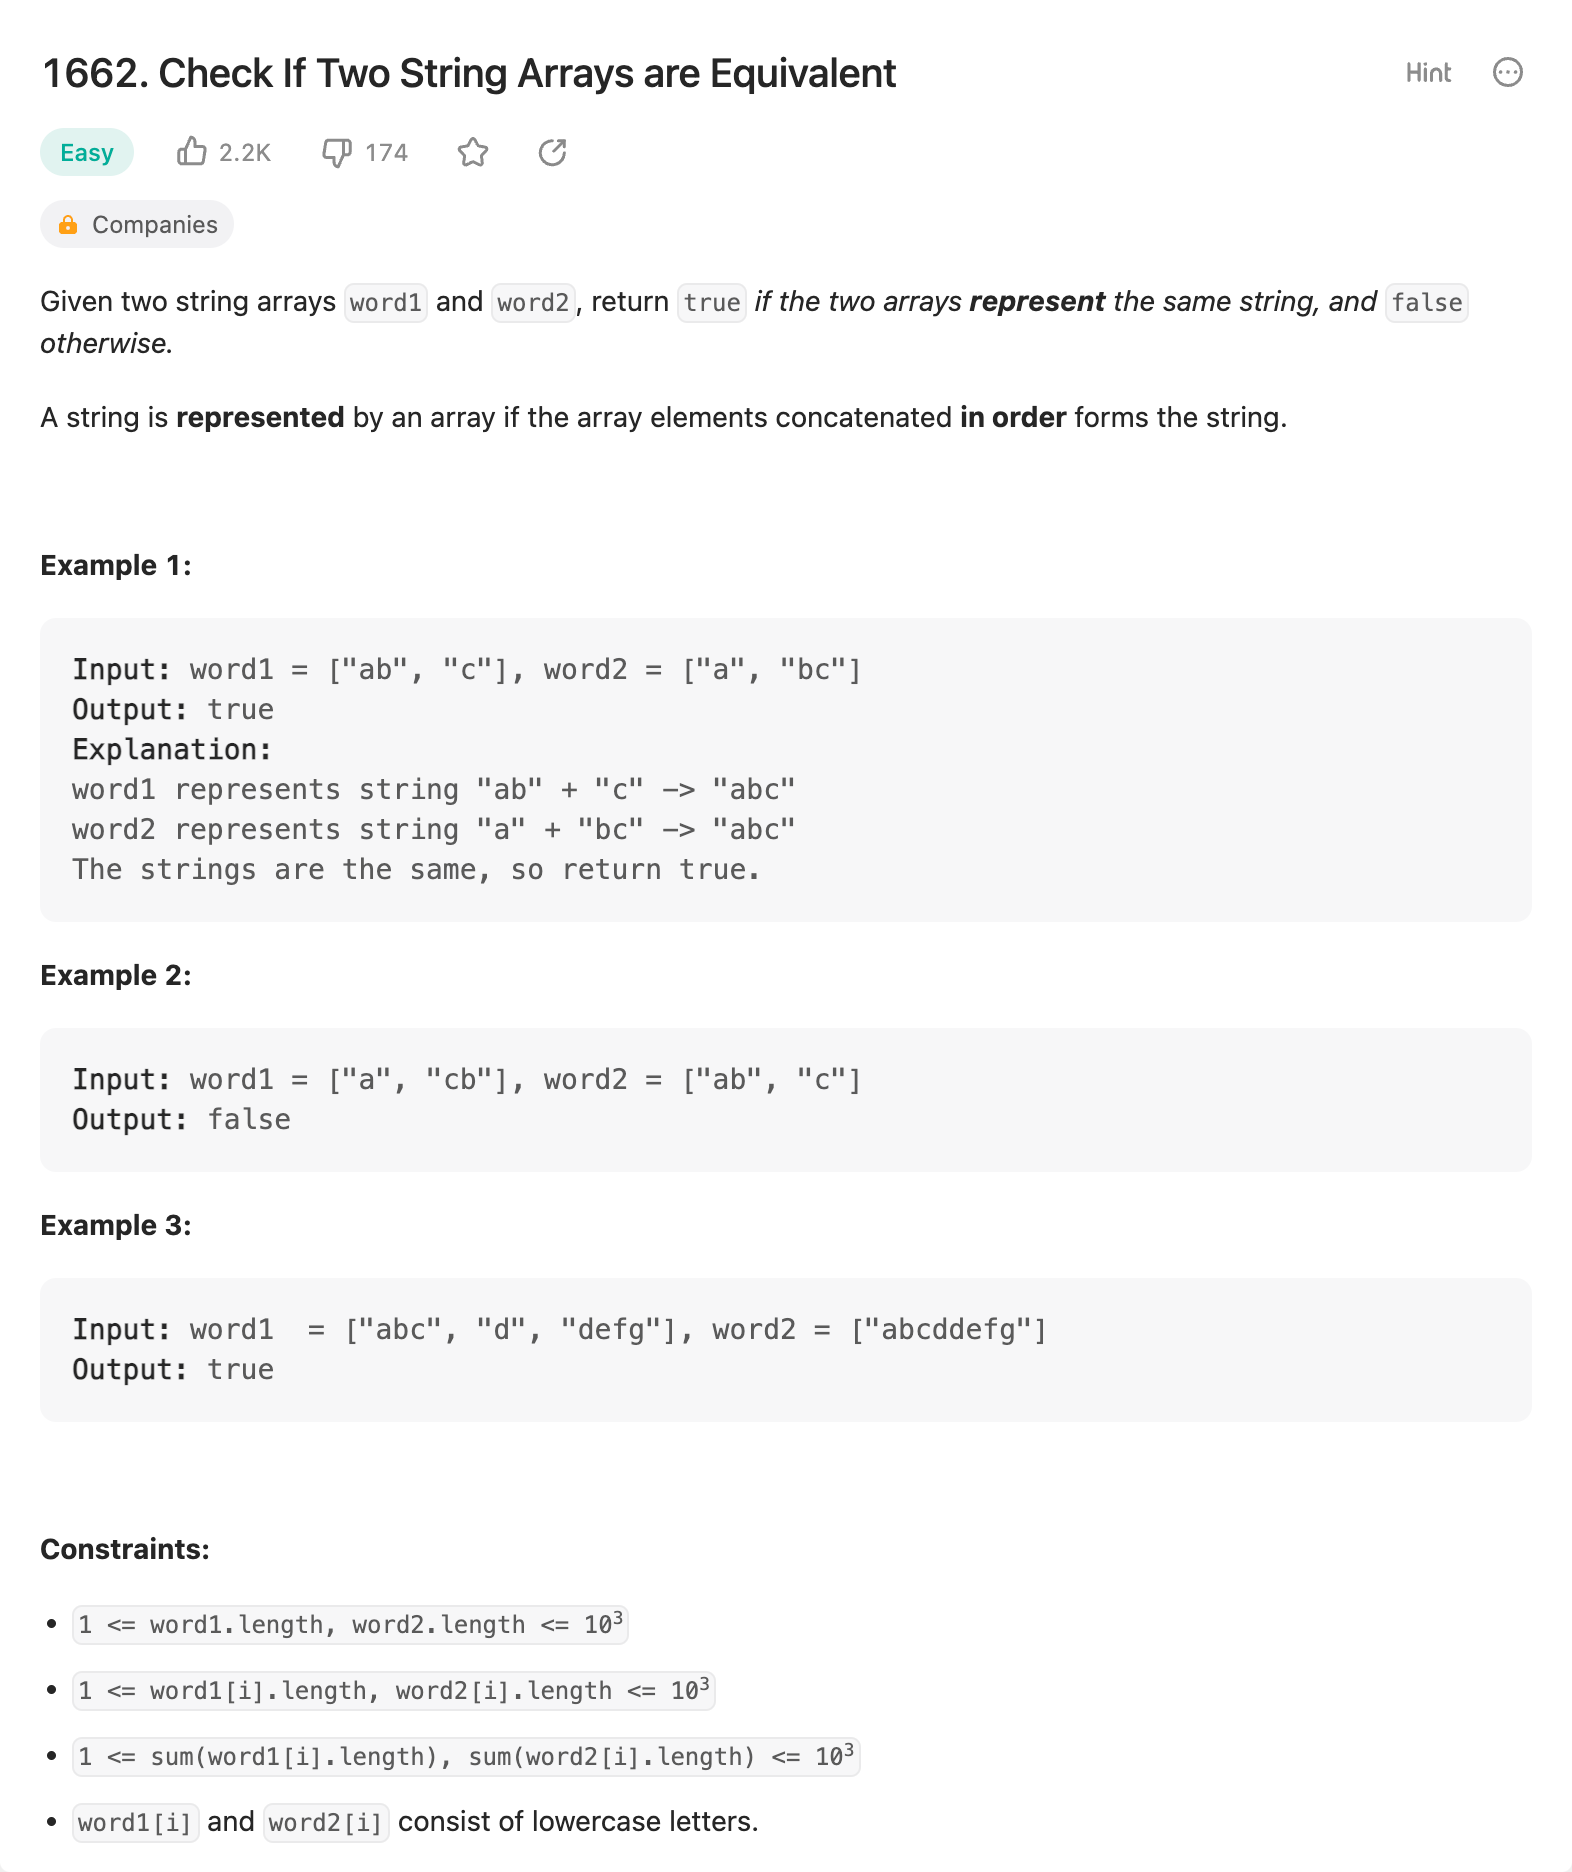 1662. Check If Two String Arrays are Equivalent
Hint
Easy
2.2K
174
Companies
Given two string arrays word1 and word2, return true if the two arrays represent the same string, and false
otherwise.
A string is represented by an array if the array elements concatenated in order forms the string.
Example 1:
Input: word1 = ["ab", "c"], word2 = ["a", "bc"]
Output: true
Explanation:
word1 represents string "ab" + "c" -> "abc"
word2 represents string "a" + "bc" -> "abc"
The strings are the same, so return true.
Example 2:
Input: word1 = ["a", "cb"], word2 = ["ab", "c"]
Output: false
Example 3:
Input: word1  = ["abc", "d", "defg"], word2 = ["abcddefg"]
Output: true
Constraints:
• 1 <= word1.length, word2.length <= 10³
• 1 <= word1[i].length, word2[i].length <= 10³
• 1 <= sum(word1[i].length), sum(word2[i].length) <= 10³
• word1[i] and word2[i] consist of lowercase letters.